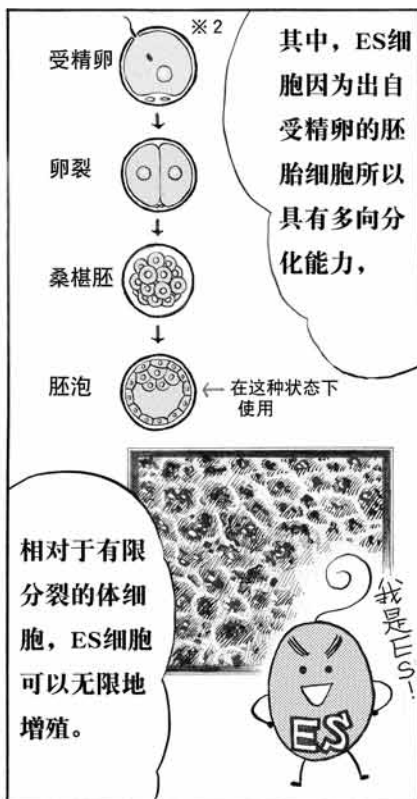 其中，ES细
胞因为出自
受精卵的胚
胎细胞所以
具有多向分
化能力，
※2
受精卵
卵裂
桑椹胚
胚泡
←在这种状态下
使用
相对于有限
分裂的体细
胞，ES细胞
可以无限地
增殖。
我是ES！
ES